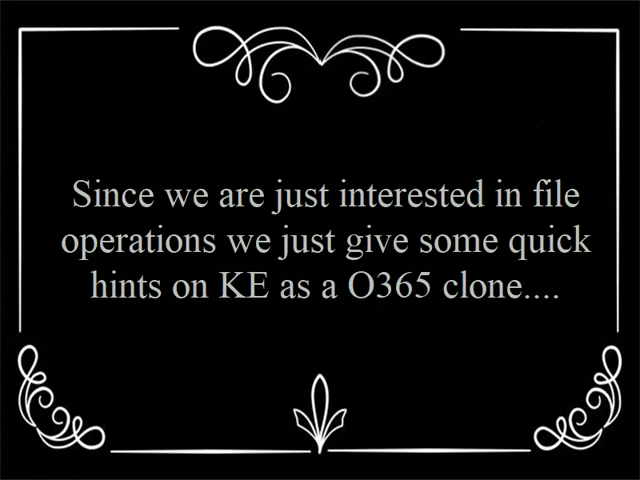 Since we are just interested in file
operations we just give some quick
hints on KE as a O365 clone....